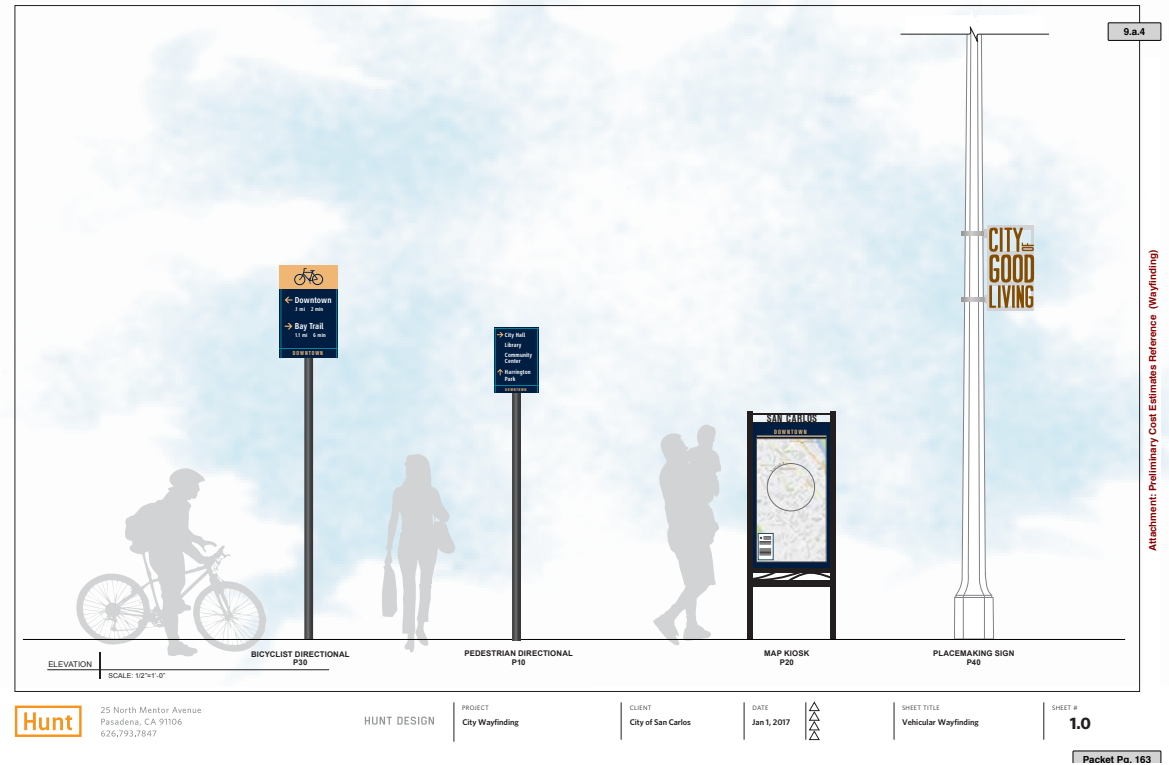 9.a.4
CITY OF
GOOD
LIVING
Downtown
.1 mi 2 min
Bay Trail
1.1 mi 6 min
DOWNTOWN
City Hall
Library
Community
Center
Harrington
Park
DOWNTOWN
SAN CARLOS
DOWNTOWN
Attachment: Preliminary Cost Estimates Reference (Wayfinding)
BICYCLIST DIRECTIONAL
P30
PEDESTRIAN DIRECTIONAL
P10
MAP KIOSK
P20
PLACEMAKING SIGN
P40
ELEVATION
SCALE: 1/2"=1'-0"
Hunt
25 North Mentor Avenue
Pasadena, CA 91106
626,793,7847
HUNT DESIGN
PROJECT
City Wayfinding
CLIENT
City of San Carlos
DATE
Jan 1, 2017
SHEET TITLE
Vehicular Wayfinding
SHEET #
1.0
Packet Pg. 163